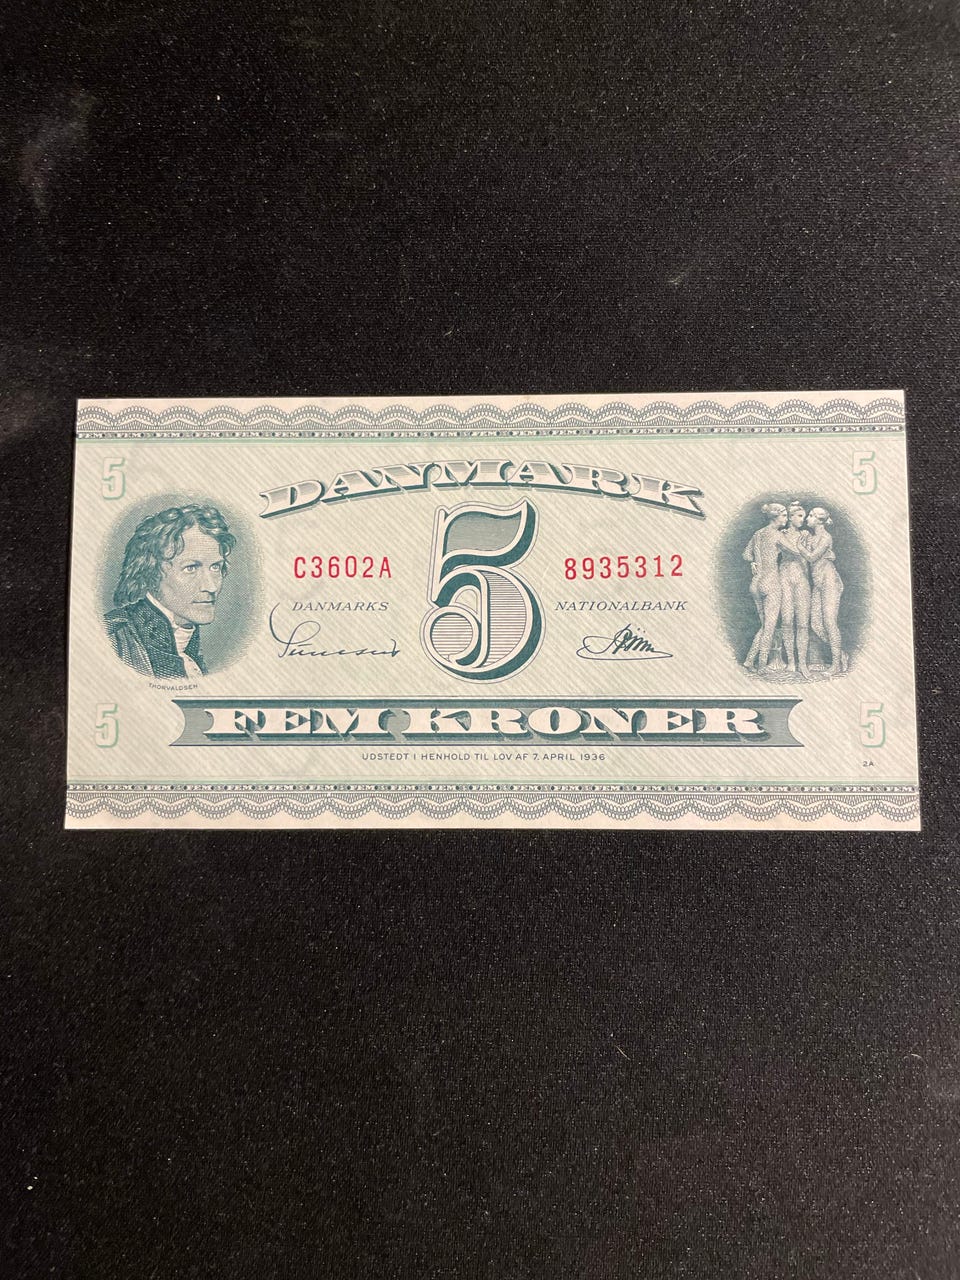 5 5
DANMARK
5
C3602A 8935312
DANMARKS NATIONALBANK
THORVALDSEN
5 5
FEM KRONER
UDSTEDT I HENHOLD TIL LOV AF 7. APRIL 1936
2A